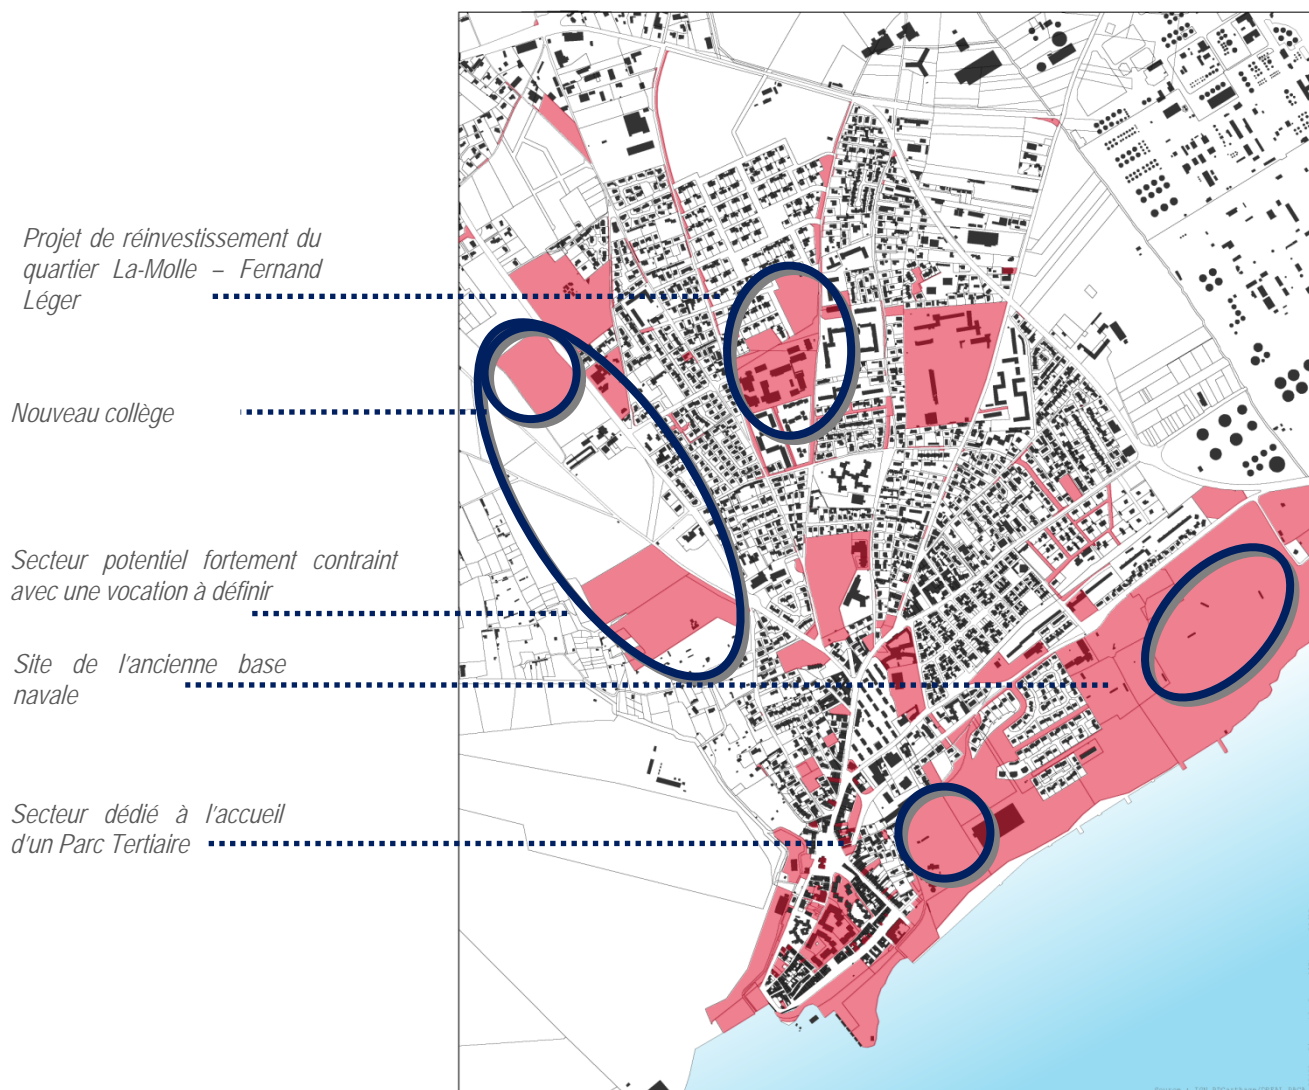 Projet de réinvestissement du
quartier La-Molle – Fernand
Léger
Nouveau collège
Secteur potentiel fortement contraint
avec une vocation à définir
Site de l'ancienne base
navale
Secteur dédié à l'accueil
d'un Parc Tertiaire